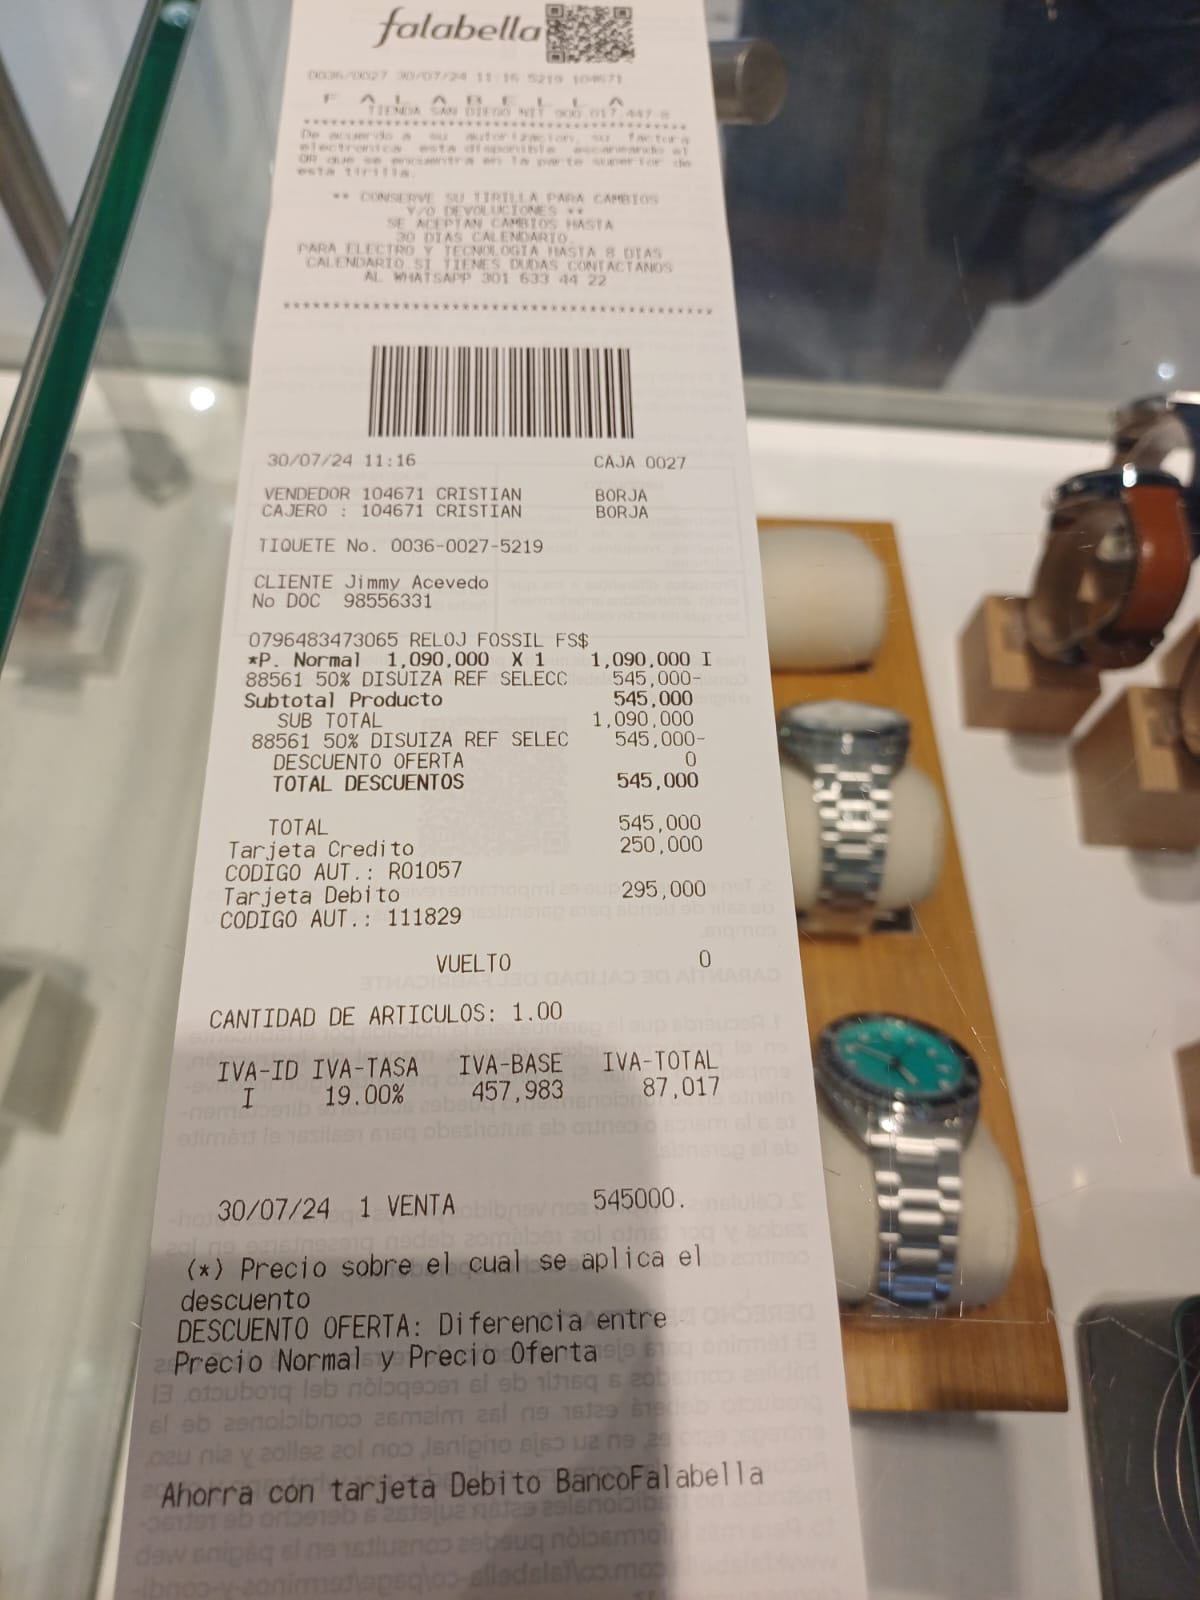 falabella
0036/0027 30/07/24 11:16 5219 104671
F A L A B E L L A
TIENDA SAN DIEGO NIT 900.017.447-8
De acuerdo a su autorizacion, su factura
electronica esta disponible escaneando el
QR que se encuentra en la parte superior de
esta tirilla.
** CONSERVE SU TIRILLA PARA CAMBIOS
Y/O DEVOLUCIONES **
SE ACEPTAN CAMBIOS HASTA
30 DIAS CALENDARIO.
PARA ELECTRO Y TECNOLOGIA HASTA 8 DIAS
CALENDARIO.SI TIENES DUDAS CONTACTANOS
AL WHATSAPP 301 633 44 22
30/07/24 11:16 CAJA 0027
VENDEDOR 104671 CRISTIAN BORJA
CAJERO : 104671 CRISTIAN BORJA
TIQUETE No. 0036-0027-5219
CLIENTE Jimmy Acevedo
No DOC 98556331
0796483473065 RELOJ FOSSIL FS$
*P. Normal 1,090,000 X 1 1,090,000 I
88561 50% DISUIZA REF SELECC 545,000-
Subtotal Producto 545,000
SUB TOTAL 1,090,000
88561 50% DISUIZA REF SELEC 545,000-
DESCUENTO OFERTA 0
TOTAL DESCUENTOS 545,000
TOTAL 545,000
Tarjeta Credito 250,000
CODIGO AUT.: R01057
Tarjeta Debito 295,000
CODIGO AUT.: 111829
VUELTO 0
CANTIDAD DE ARTICULOS: 1.00
IVA-ID IVA-TASA IVA-BASE IVA-TOTAL
I 19.00% 457,983 87,017
30/07/24 1 VENTA 545000.
(*) Precio sobre el cual se aplica el
descuento
DESCUENTO OFERTA: Diferencia entre
Precio Normal y Precio Oferta
Ahorra con tarjeta Debito BancoFalabella